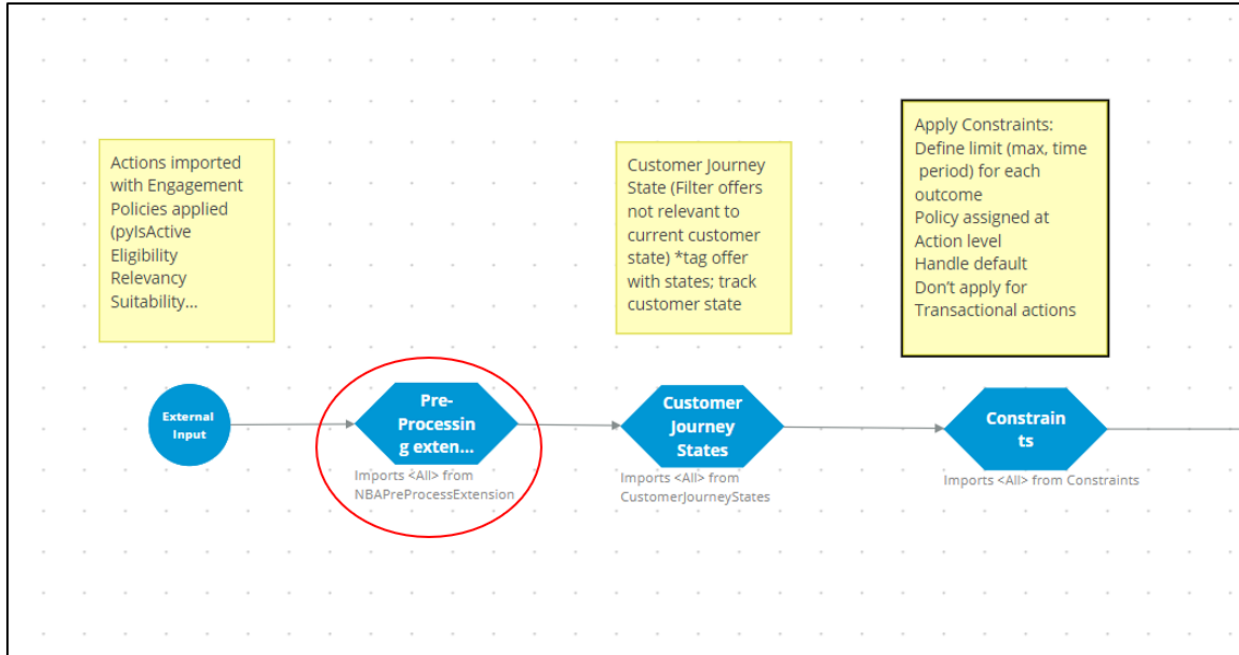 Actions imported
with Engagement
Policies applied
(pyIsActive
Eligibility
Relevancy
Suitability...
Customer Journey
State (Filter offers
not relevant to
current customer
state) *tag offer
with states; track
customer state
Apply Constraints:
Define limit (max, time
period) for each
outcome
Policy assigned at
Action level
Handle default
Don't apply for
Transactional actions
External
Input
Pre-
Processin
g exten...
Imports <All> from
NBAPreProcessExtension
Customer
Journey
States
Imports <All> from
CustomerJourneyStates
Constrai
nts
Imports <All> from Constraints